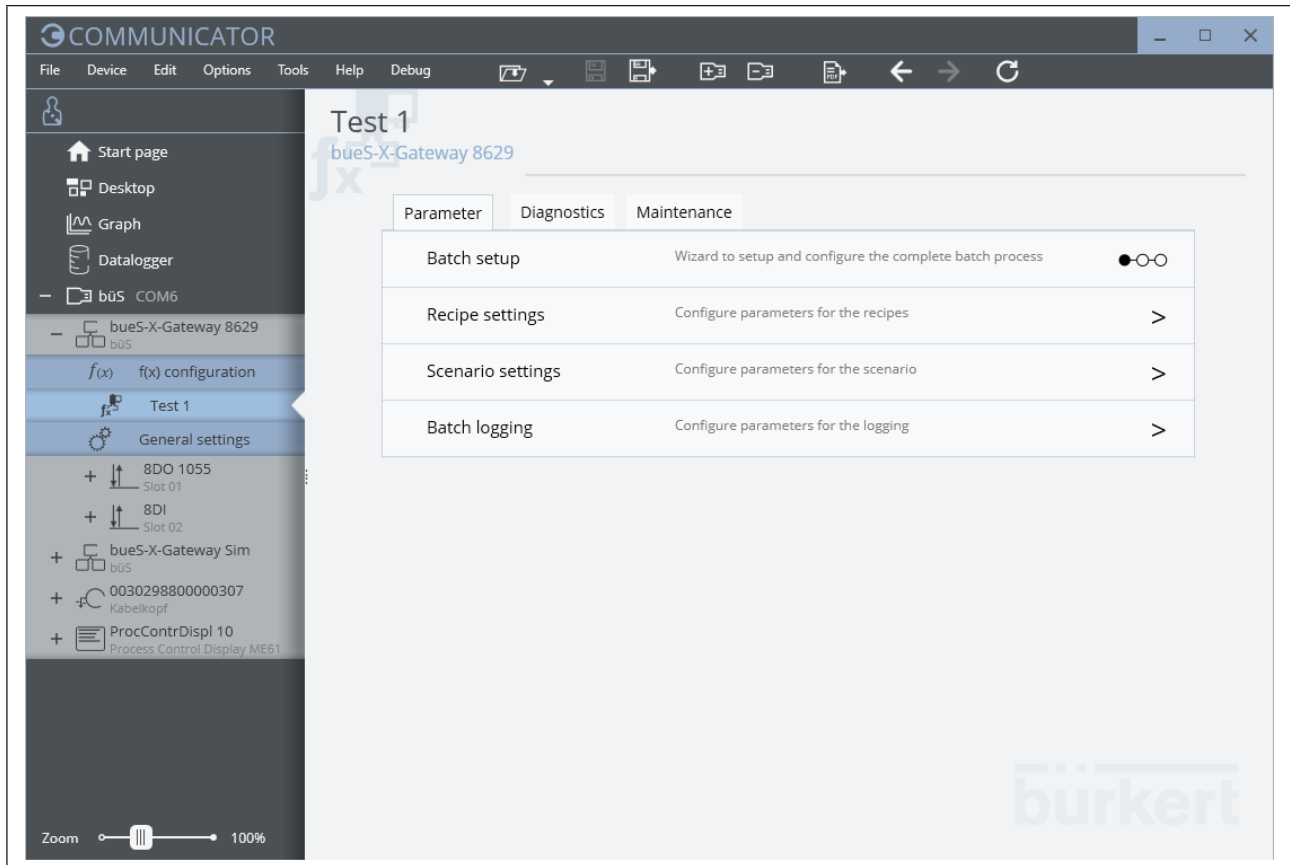 COMMUNICATOR
File Device Edit Options Tools Help Debug
Start page
Desktop
Graph
Datalogger
büS COM6
bueS-X-Gateway 8629
büS
f(x) f(x) configuration
fx Test 1
General settings
8DO 1055
Slot 01
8DI
Slot 02
bueS-X-Gateway Sim
büS
0030298800000307
Kabelkopf
ProcContrDispl 10
Process Control Display ME61
Zoom 100%
Test 1
bueS-X-Gateway 8629
fx
Parameter Diagnostics Maintenance
Batch setup Wizard to setup and configure the complete batch process
Recipe settings Configure parameters for the recipes >
Scenario settings Configure parameters for the scenario >
Batch logging Configure parameters for the logging >
burkert